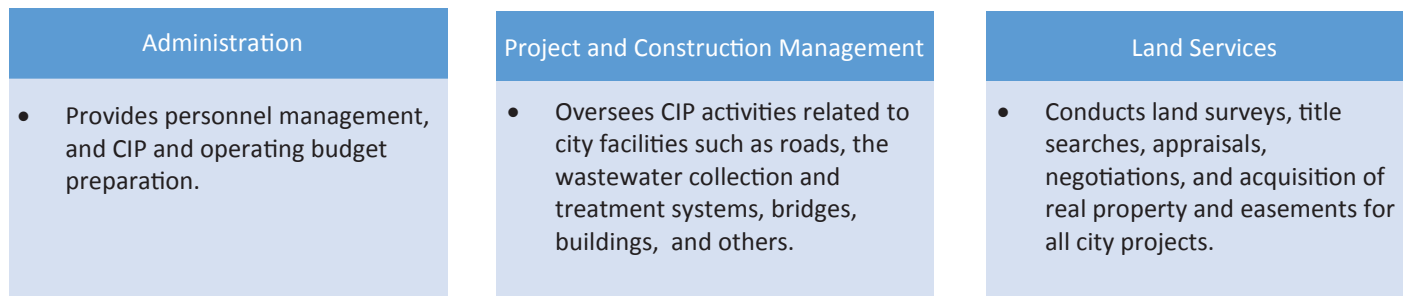 Administration
• Provides personnel management,
and CIP and operating budget
preparation.
Project and Construction Management
• Oversees CIP activities related to
city facilities such as roads, the
wastewater collection and
treatment systems, bridges,
buildings,  and others.
Land Services
• Conducts land surveys, title
searches, appraisals,
negotiations, and acquisition of
real property and easements for
all city projects.